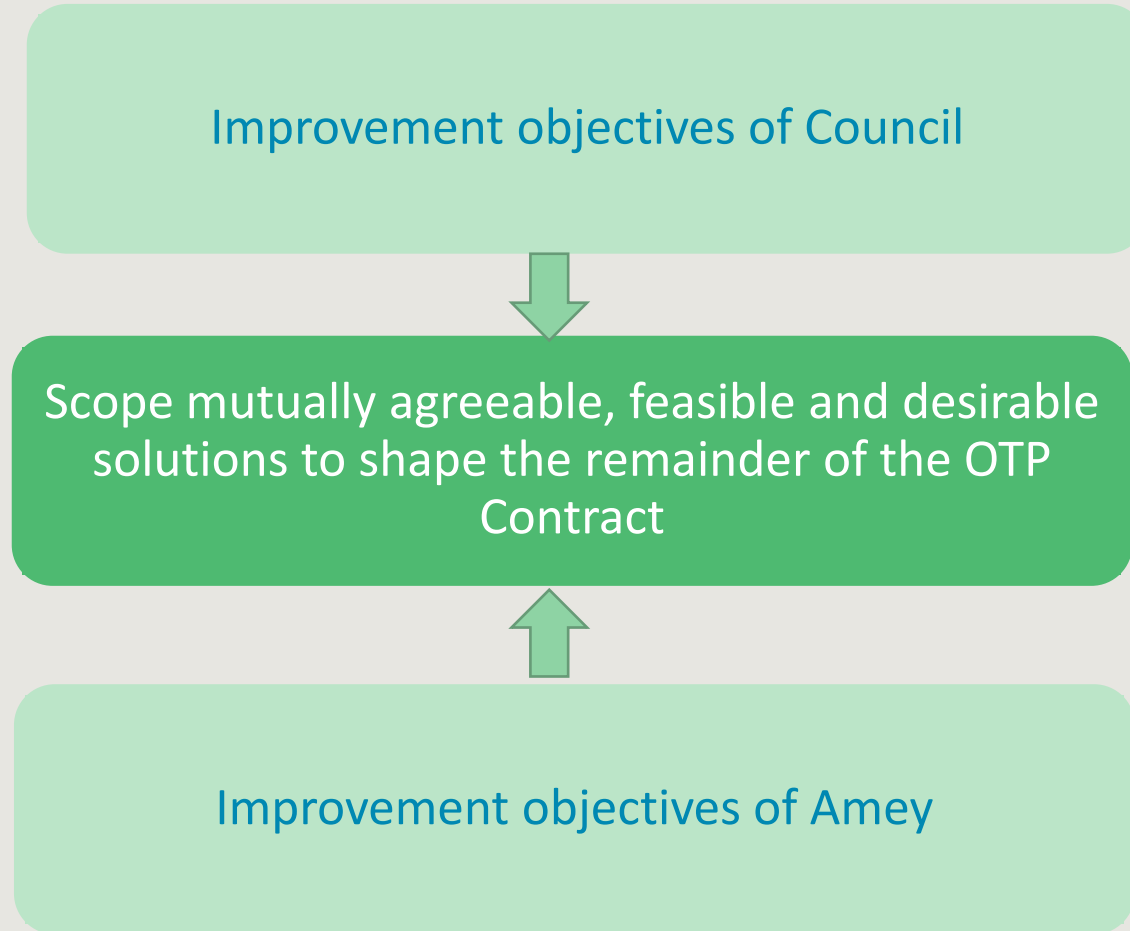 Improvement objectives of Council
Scope mutually agreeable, feasible and desirable
solutions to shape the remainder of the OTP
Contract
Improvement objectives of Amey